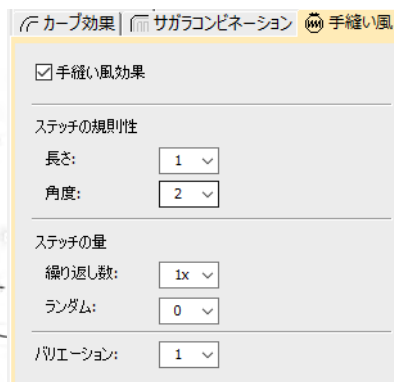 カーブ効果 サガラコンビネーション 手縫い風
手縫い風効果
ステッチの規則性
長さ: 1
角度: 2
ステッチの量
繰り返し数: 1x
ランダム: 0
バリエーション: 1